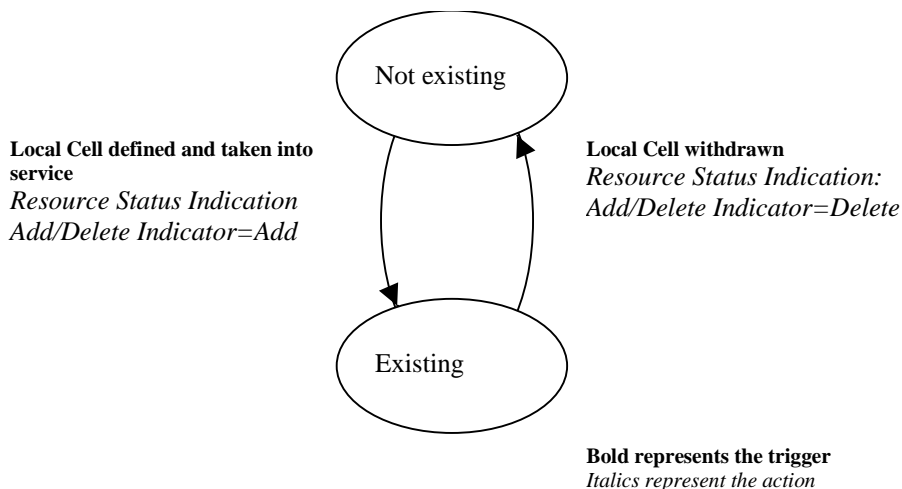 Not existing
Local Cell defined and taken into
service
Resource Status Indication
Add/Delete Indicator=Add
Local Cell withdrawn
Resource Status Indication:
Add/Delete Indicator=Delete
Existing
Bold represents the trigger
Italics represent the action